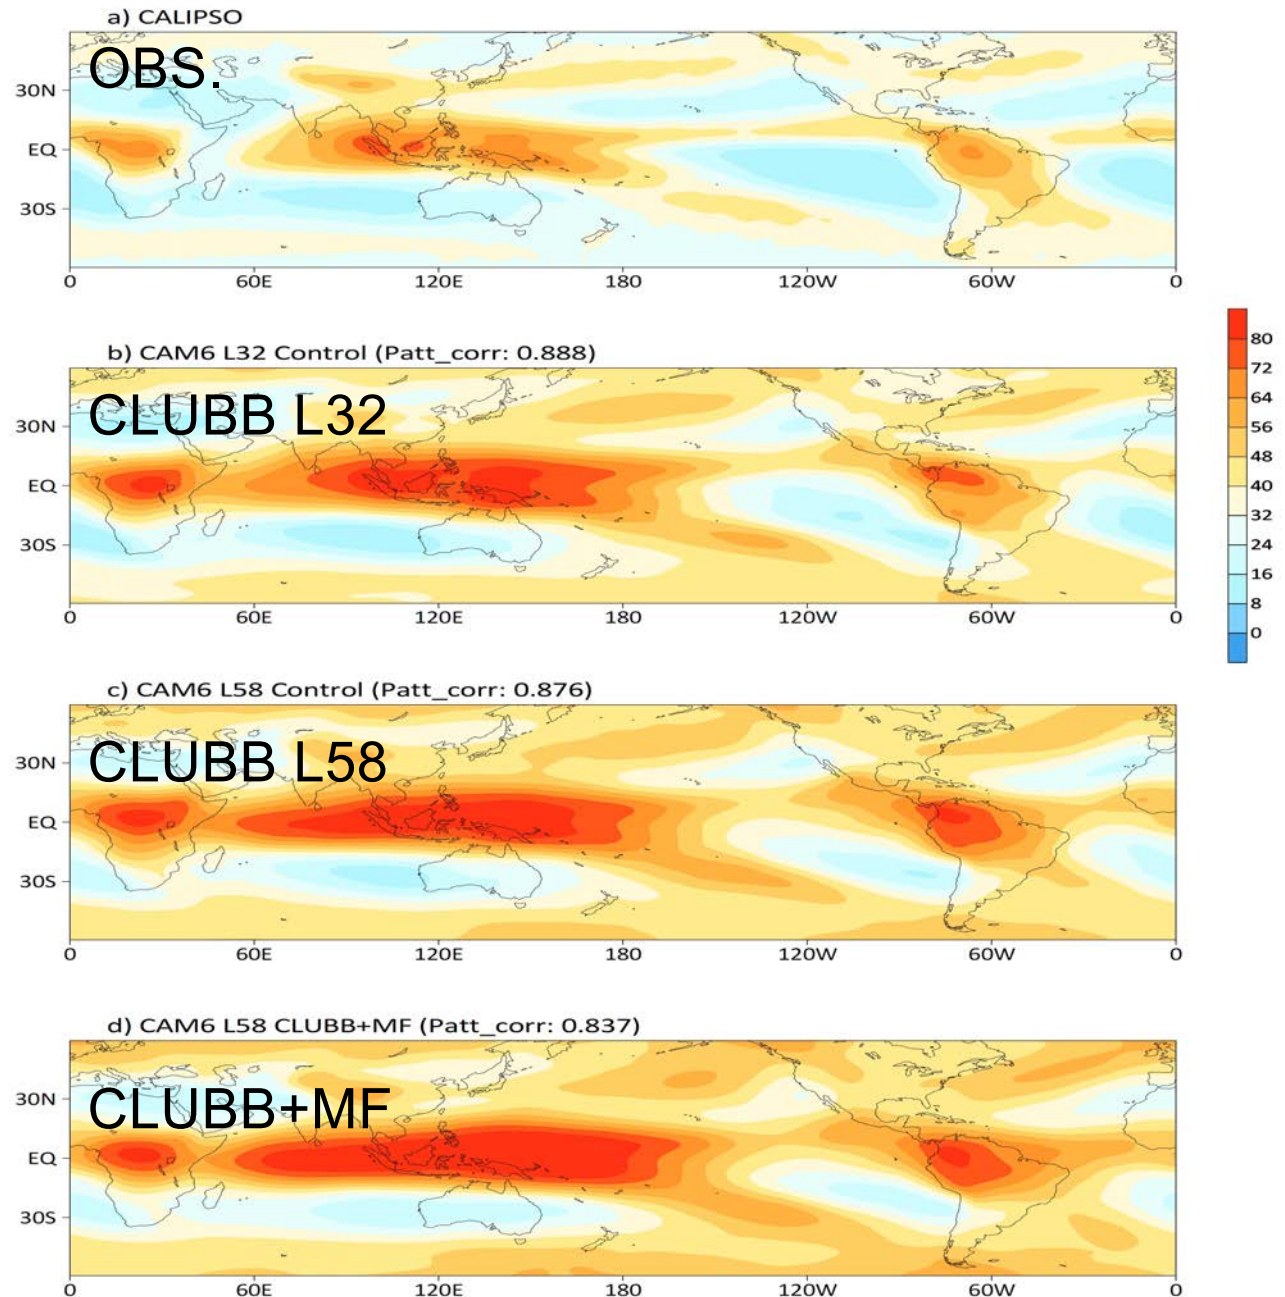 a) CALIPSO
OBS.
30N
EQ
30S
0 60E 120E 180 120W 60W 0
b) CAM6 L32 Control (Patt_corr: 0.888)
CLUBB L32
30N
EQ
30S
0 60E 120E 180 120W 60W 0
80
72
64
56
48
40
32
24
16
8
0
c) CAM6 L58 Control (Patt_corr: 0.876)
CLUBB L58
30N
EQ
30S
0 60E 120E 180 120W 60W 0
d) CAM6 L58 CLUBB+MF (Patt_corr: 0.837)
CLUBB+MF
30N
EQ
30S
0 60E 120E 180 120W 60W 0